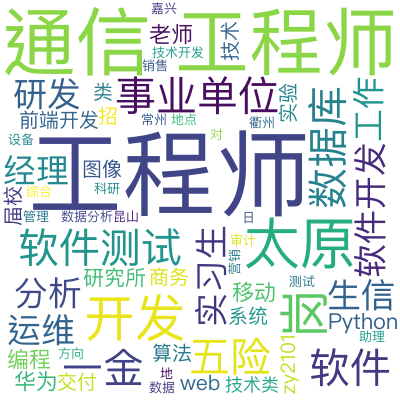 嘉兴
通信 工程师
老师
技术开发
技术
销售
研发
类
事业单位
招
实验
前端开发
常州
地点
衢州
数据库
工作
经理
工程师
图像
设备
对
软件开发
届校
综合
科研
管理
数据分析
昆山
日
软件测试
实习生
太原
审计
营销
研究所
商务
分析
开发
移动
系统
测试
抠
生信
运维
Python
方向
助理
编程
一金
算法
五险
zy2101
软件
华为
交付
地
数据
web
技术类